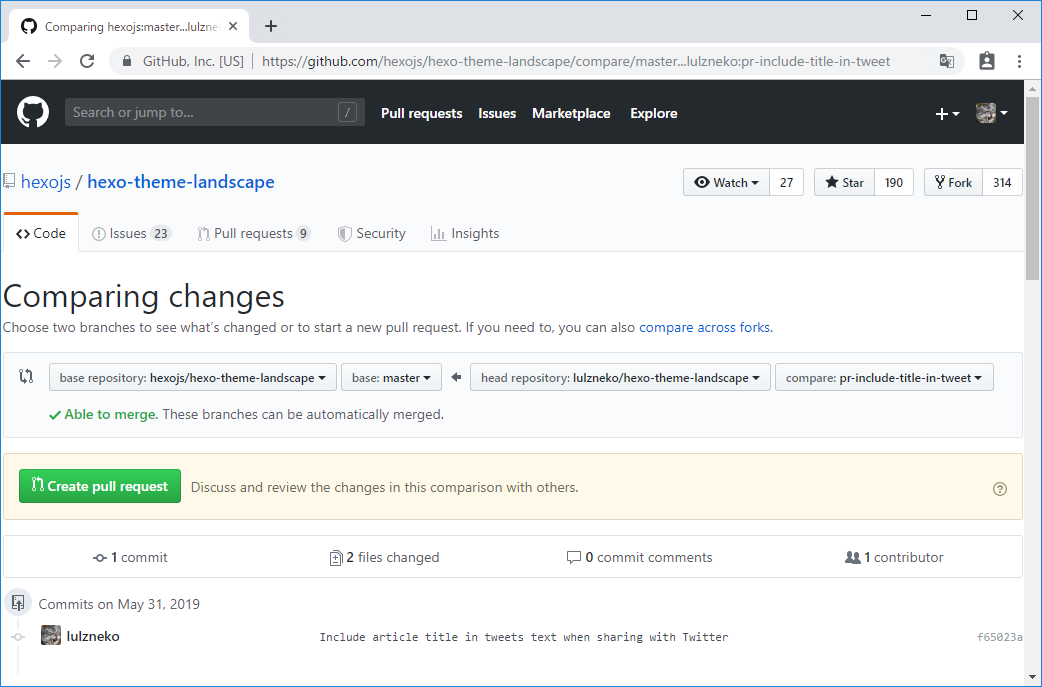 Comparing hexojs:master...lulzne
GitHub, Inc. [US] https://github.com/hexojs/hexo-theme-landscape/compare/master...lulzneko:pr-include-title-in-tweet
Search or jump to... / Pull requests Issues Marketplace Explore
hexojs / hexo-theme-landscape Watch 27 Star 190 Fork 314
Code Issues 23 Pull requests 9 Security Insights
Comparing changes
Choose two branches to see what's changed or to start a new pull request. If you need to, you can also compare across forks.
base repository: hexojs/hexo-theme-landscape base: master head repository: lulzneko/hexo-theme-landscape compare: pr-include-title-in-tweet
Able to merge. These branches can be automatically merged.
Create pull request Discuss and review the changes in this comparison with others.
1 commit 2 files changed 0 commit comments 1 contributor
Commits on May 31, 2019
lulzneko Include article title in tweets text when sharing with Twitter f65023a